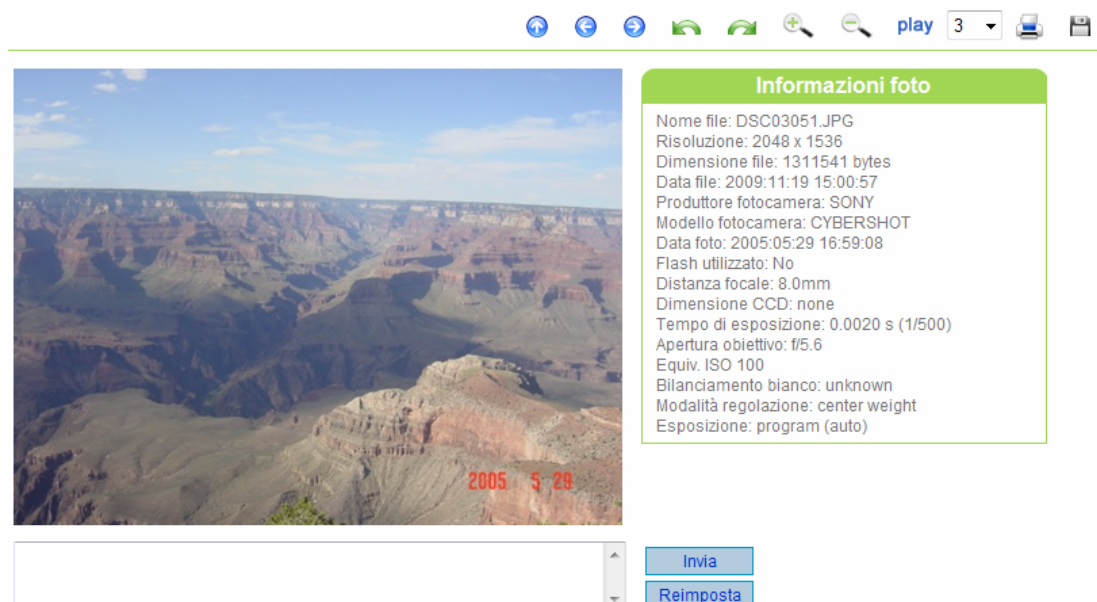 play 3
Informazioni foto
Nome file: DSC03051.JPG
Risoluzione: 2048 x 1536
Dimensione file: 1311541 bytes
Data file: 2009:11:19 15:00:57
Produttore fotocamera: SONY
Modello fotocamera: CYBERSHOT
Data foto: 2005:05:29 16:59:08
Flash utilizzato: No
Distanza focale: 8.0mm
Dimensione CCD: none
Tempo di esposizione: 0.0020 s (1/500)
Apertura obiettivo: f/5.6
Equiv. ISO 100
Bilanciamento bianco: unknown
Modalità regolazione: center weight
Esposizione: program (auto)
2005 5 29
Invia
Reimposta